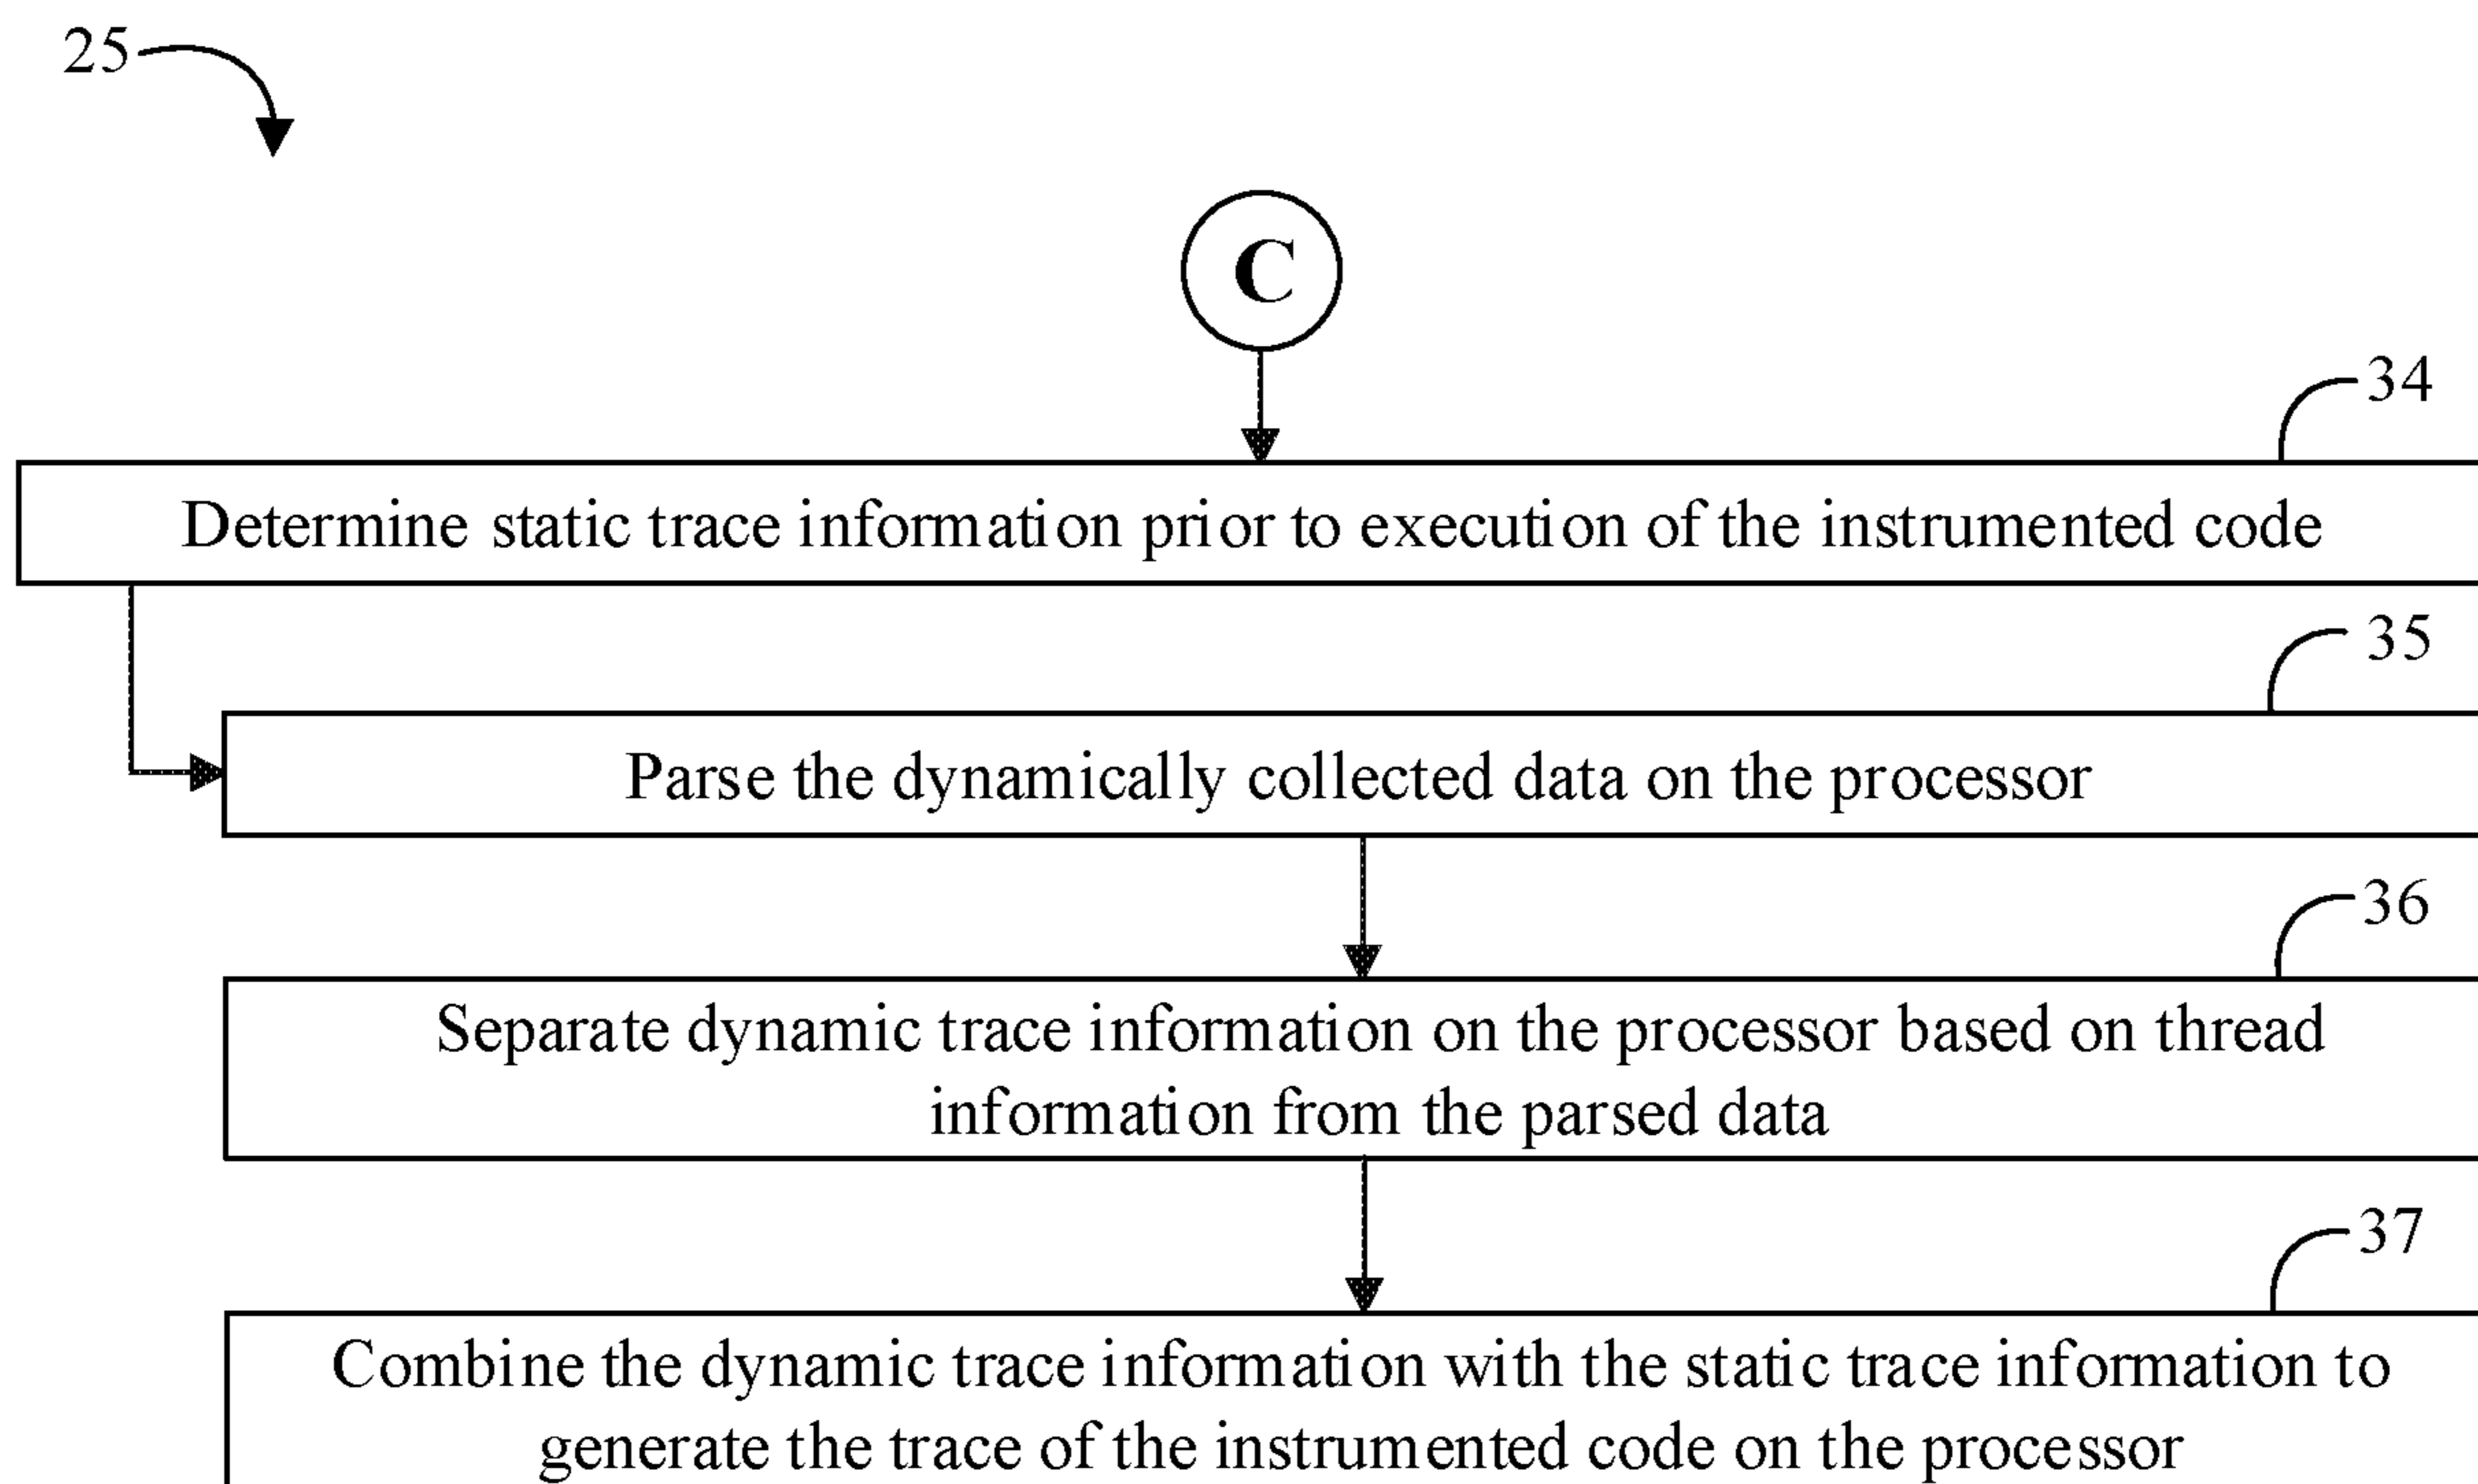 25
C
34
Determine static trace information prior to execution of the instrumented code
35
Parse the dynamically collected data on the processor
36
Separate dynamic trace information on the processor based on thread
information from the parsed data
37
Combine the dynamic trace information with the static trace information to
generate the trace of the instrumented code on the processor